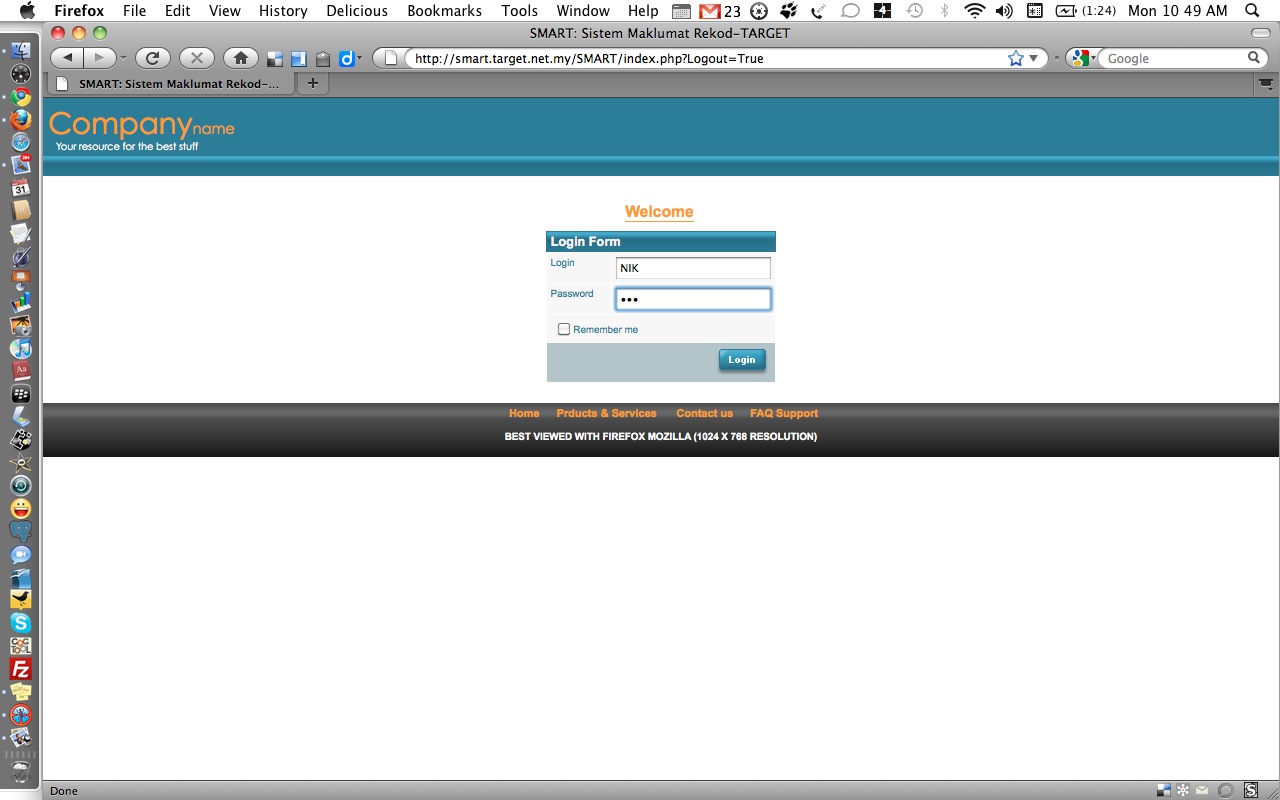 Firefox File Edit View History Delicious Bookmarks Tools Window Help 23 (1:24) Mon 10 49 AM
SMART: Sistem Maklumat Rekod-TARGET
http://smart.target.net.my/SMART/index.php?Logout=True Google
SMART: Sistem Maklumat Rekod-...
Companyname
Your resource for the best stuff
Welcome
Login Form
Login NIK
Password •••
Remember me
Login
Home Prducts & Services Contact us FAQ Support
BEST VIEWED WITH FIREFOX MOZILLA (1024 X 768 RESOLUTION)
Done